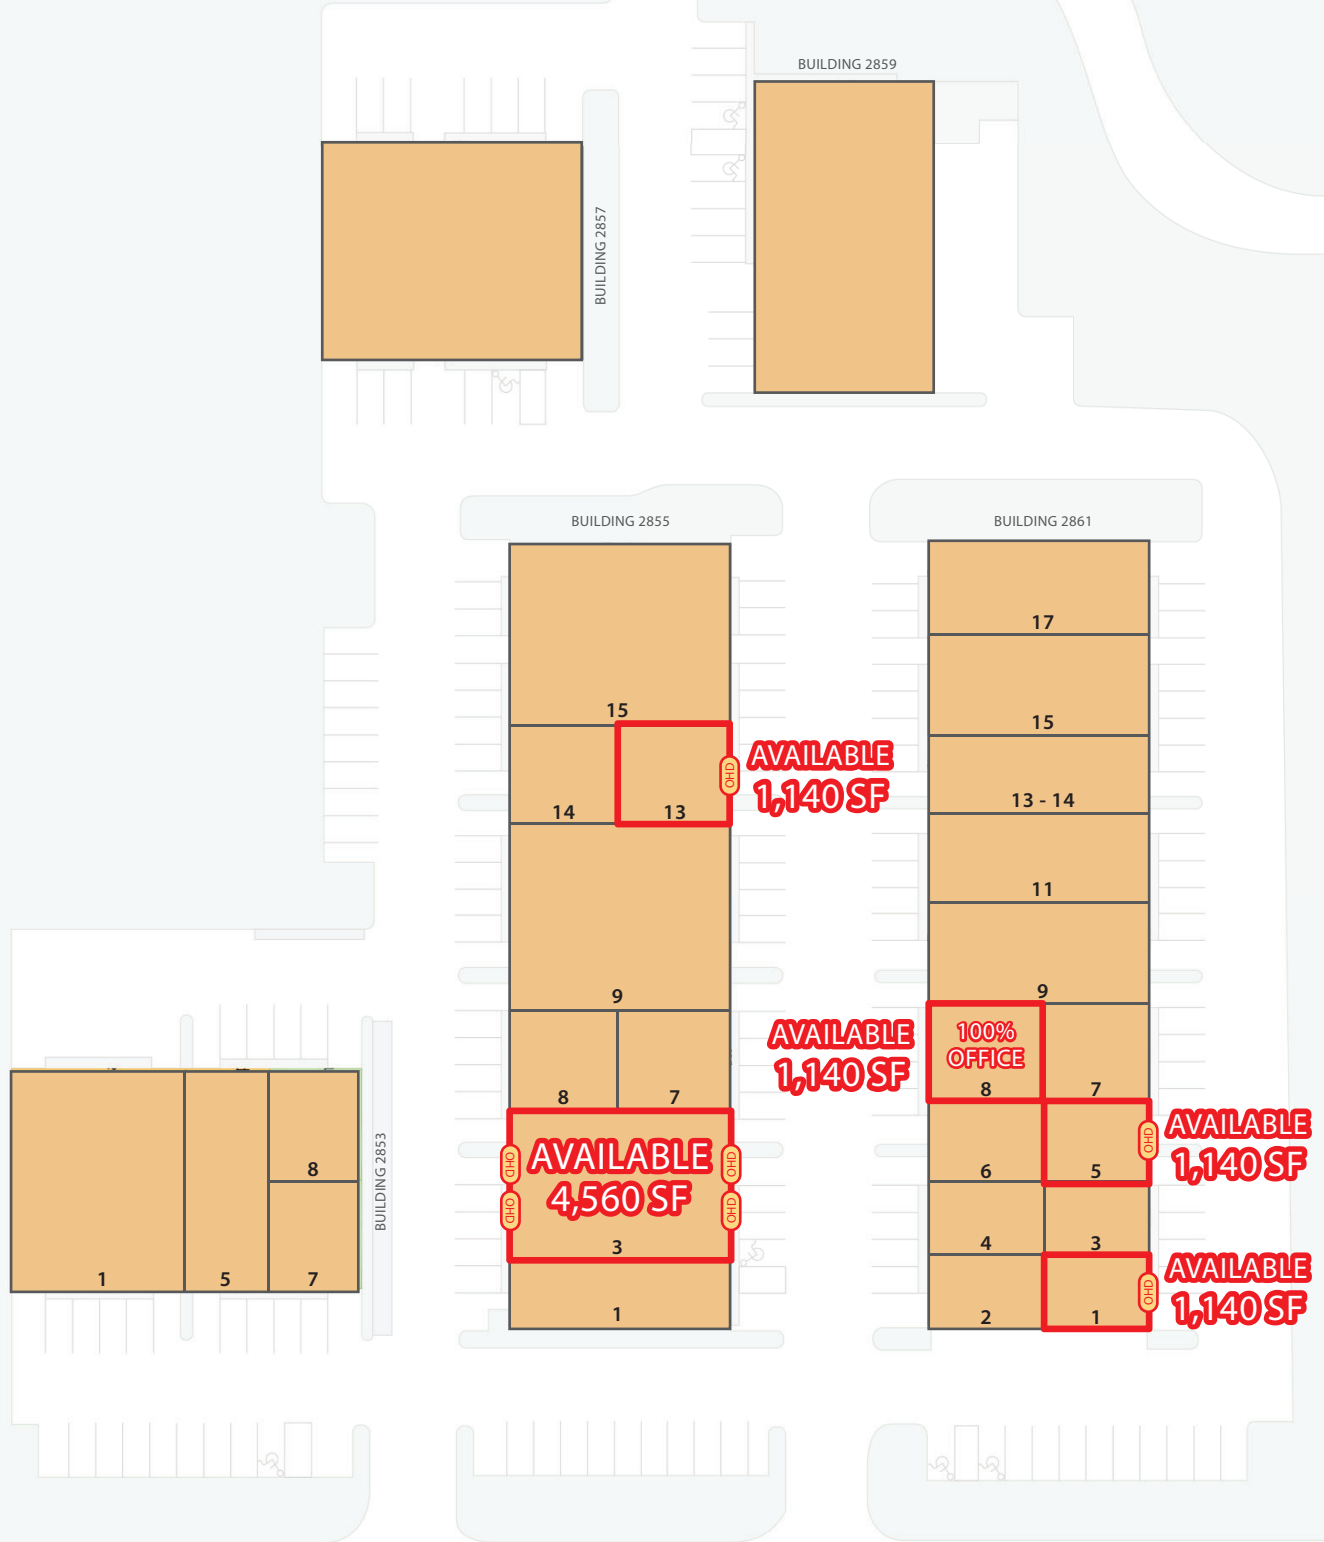 BUILDING 2859
BUILDING 2857
BUILDING 2855
BUILDING 2861
17
15
15
AVAILABLE
1,140 SF
OHD
14
13
13 - 14
11
9
9
AVAILABLE
1,140 SF
100%
OFFICE
8
7
8
7
AVAILABLE
4,560 SF
OHD
OHD
OHD
OHD
3
1
AVAILABLE
1,140 SF
OHD
6
5
4
3
AVAILABLE
1,140 SF
OHD
2
1
BUILDING 2853
8
1
5
7